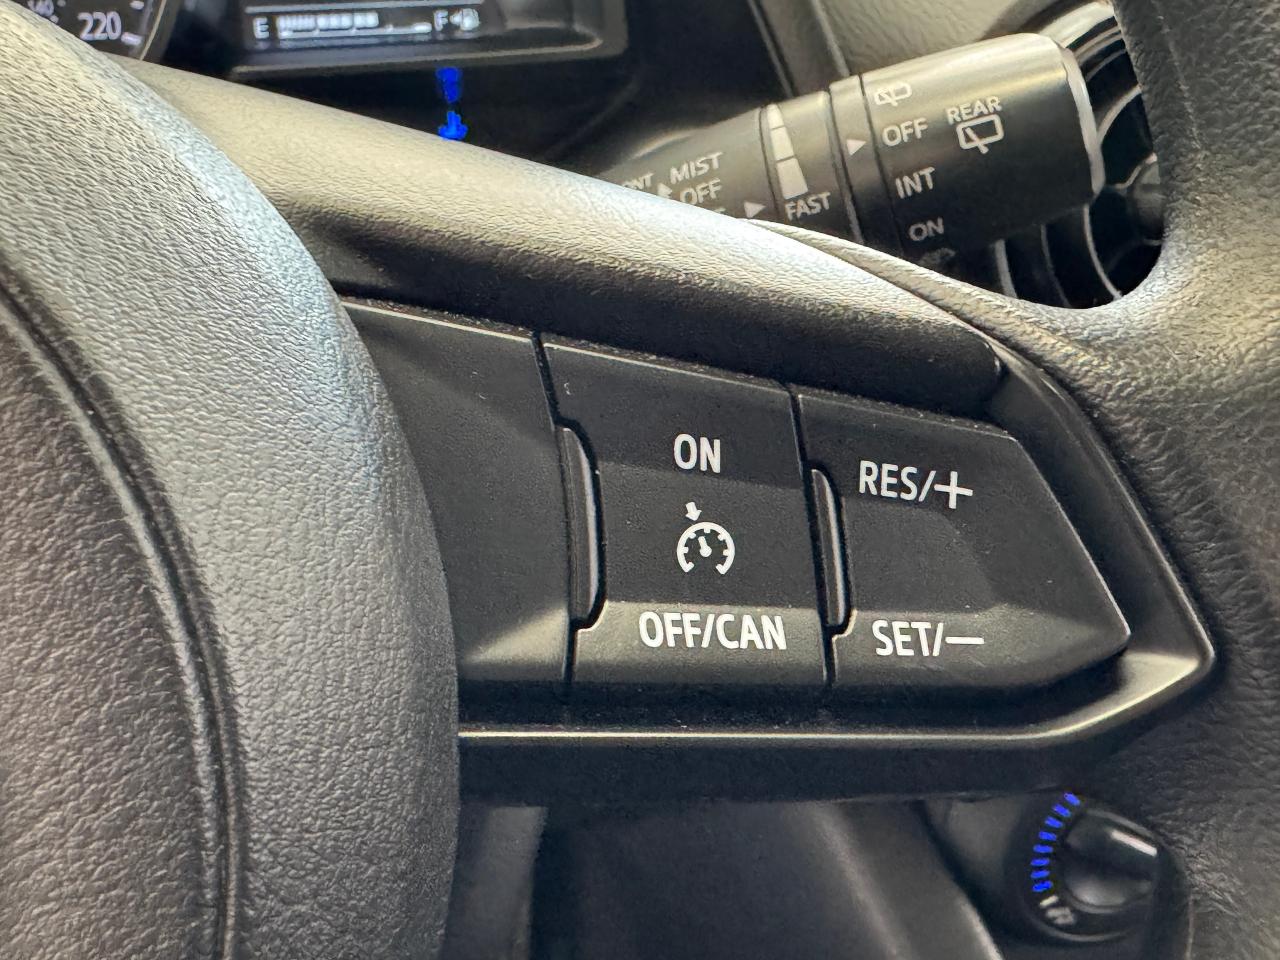 220
E F
MIST
OFF
FAST
OFF
INT
ON
REAR
ON
OFF/CAN
RES/+
SET/−